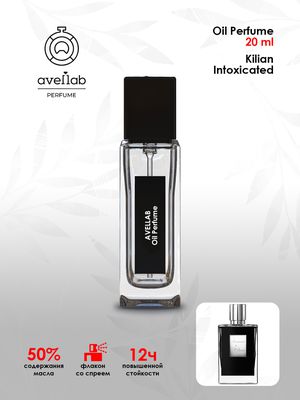 avellab
PERFUME
Oil Perfume
20 ml
Kilian
Intoxicated
AVELLAB
Oil Perfume
50%
содержания
масла
флакон
со спреем
12ч
повышенной
стойкости